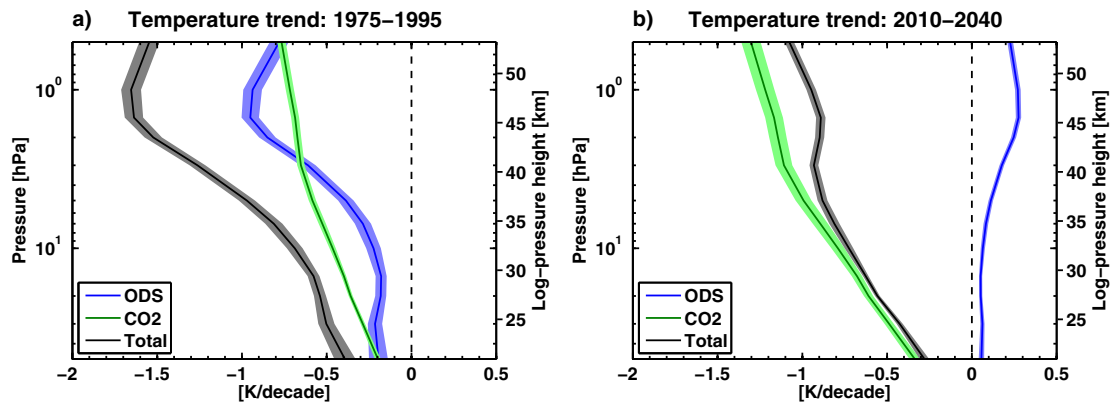 a) Temperature trend: 1975−1995
10^0
10^1
Pressure [hPa]
50
45
40
35
30
25
Log−pressure height [km]
ODS
CO2
Total
−2 −1.5 −1 −0.5 0 0.5
[K/decade]
b) Temperature trend: 2010−2040
10^0
10^1
Pressure [hPa]
50
45
40
35
30
25
Log−pressure height [km]
ODS
CO2
Total
−2 −1.5 −1 −0.5 0 0.5
[K/decade]